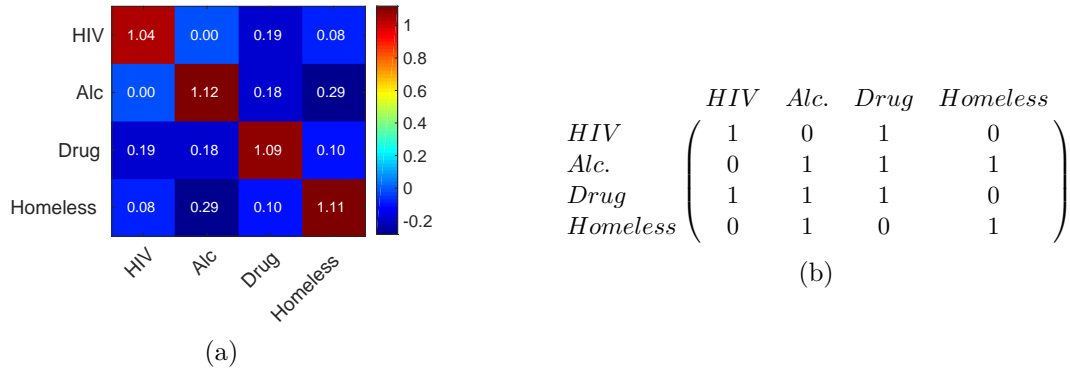 HIV 1.04 0.00 0.19 0.08
Alc 0.00 1.12 0.18 0.29
Drug 0.19 0.18 1.09 0.10
Homeless 0.08 0.29 0.10 1.11
HIV Alc Drug Homeless
1
0.8
0.6
0.4
0.2
0
-0.2
(a)
HIV Alc. Drug Homeless
HIV 1 0 1 0
Alc. 0 1 1 1
Drug 1 1 1 0
Homeless 0 1 0 1
(b)